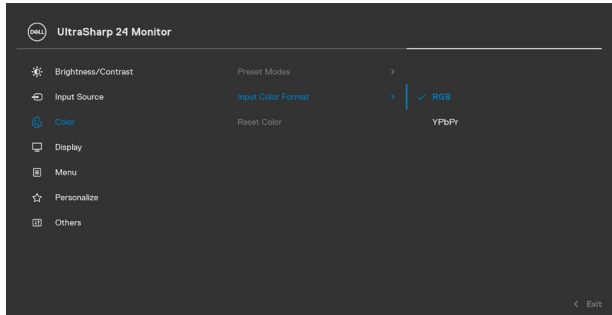 DELL UltraSharp 24 Monitor
Brightness/Contrast Preset Modes >
Input Source Input Color Format > ✓ RGB
Color Reset Color YPbPr
Display
Menu
Personalize
Others
< Exit